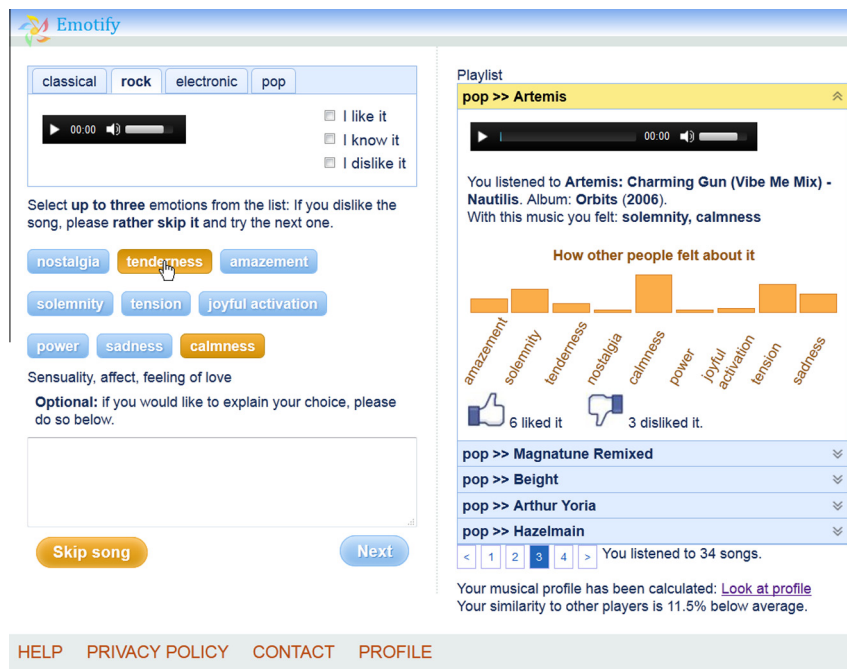 Emotify
classical rock electronic pop
00:00
I like it
I know it
I dislike it
Select up to three emotions from the list: If you dislike the
song, please rather skip it and try the next one.
nostalgia tenderness amazement
solemnity tension joyful activation
power sadness calmness
Sensuality, affect, feeling of love
Optional: if you would like to explain your choice, please
do so below.
Skip song Next
Playlist
pop >> Artemis
00:00
You listened to Artemis: Charming Gun (Vibe Me Mix) -
Nautilis. Album: Orbits (2006).
With this music you felt: solemnity, calmness
How other people felt about it
amazement
solemnity
tenderness
nostalgia
calmness
power
joyful
activation
tension
sadness
6 liked it 3 disliked it.
pop >> Magnatune Remixed
pop >> Beight
pop >> Arthur Yoria
pop >> Hazelmain
< 1 2 3 4 > You listened to 34 songs.
Your musical profile has been calculated: Look at profile
Your similarity to other players is 11.5% below average.
HELP PRIVACY POLICY CONTACT PROFILE